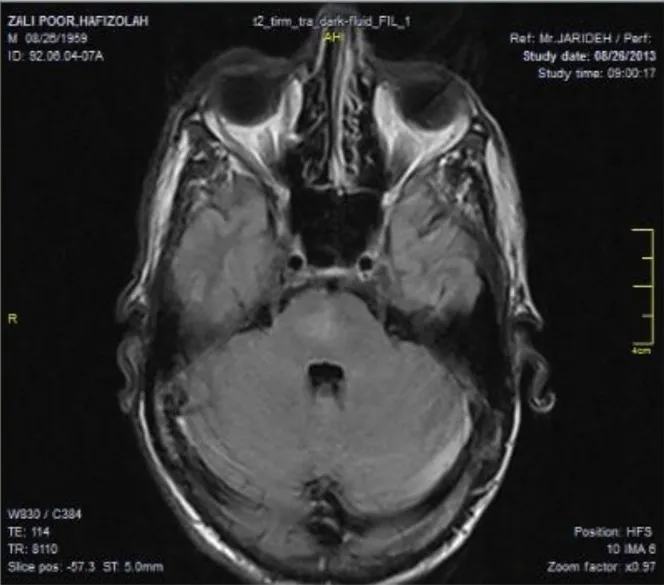 ZALI POOR,HAFIZOLAH
M 08/26/1959
ID: 92.06.04-07A
t2_tirm_tra_dark-fluid_FIL_1
AHI
Ref: Mr.JARIDEH / Perf:
Study date: 08/26/2013
Study time: 09:00:17
R
4cm
W830 / C384
TE: 114
TR: 8110
Slice pos: -57.3 ST: 5.0mm
Position: HFS
10 IMA 6
Zoom factor: x0.97